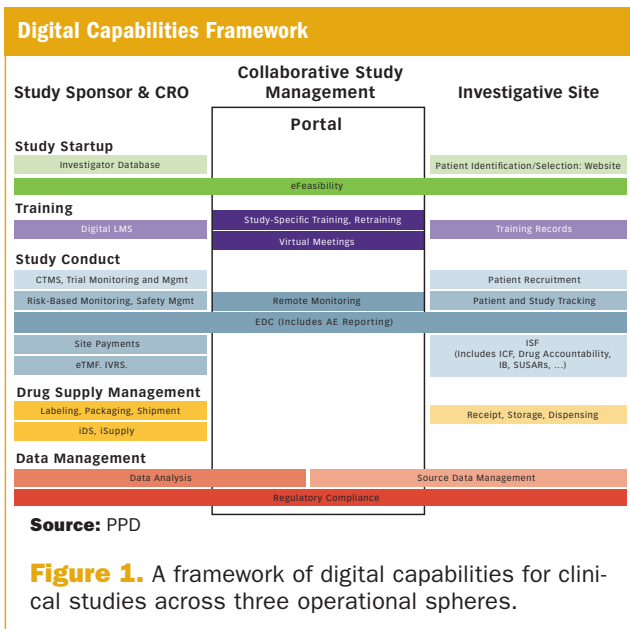 Digital Capabilities Framework
Study Sponsor & CRO
Collaborative Study
Management
Investigative Site
Portal
Study Startup
Investigator Database
Patient Identification/Selection: Website
eFeasibility
Training
Digital LMS
Study-Specific Training, Retraining
Virtual Meetings
Training Records
Study Conduct
CTMS, Trial Monitoring and Mgmt
Patient Recruitment
Risk-Based Monitoring, Safety Mgmt
Remote Monitoring
Patient and Study Tracking
EDC (Includes AE Reporting)
Site Payments
eTMF. IVRS.
ISF
(Includes ICF, Drug Accountability,
IB, SUSARs, ...)
Drug Supply Management
Labeling, Packaging, Shipment
Receipt, Storage, Dispensing
iDS, iSupply
Data Management
Data Analysis
Source Data Management
Regulatory Compliance
Source: PPD
Figure 1. A framework of digital capabilities for clini-
cal studies across three operational spheres.